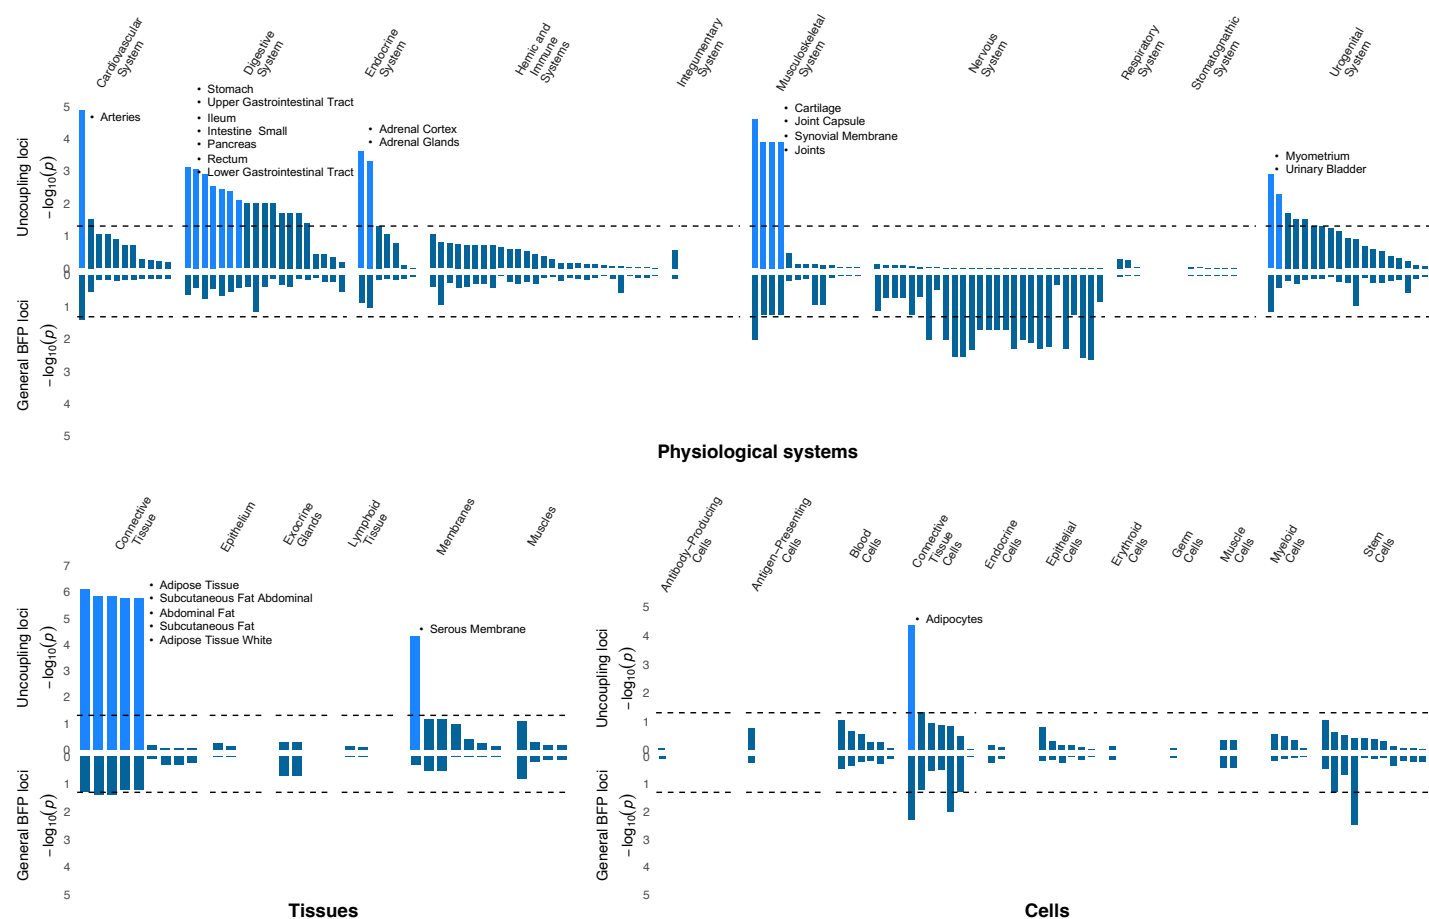 Cardiovascular
System
Digestive
System
Endocrine
System
Hemic and
Immune
Systems
Integumentary
System
Musculoskeletal
System
Nervous
System
Respiratory
System
Stomatognathic
System
Urogenital
System
• Stomach
• Upper Gastrointestinal Tract
• Ileum
• Intestine Small
• Pancreas
• Rectum
• Lower Gastrointestinal Tract
• Arteries
• Adrenal Cortex
• Adrenal Glands
• Cartilage
• Joint Capsule
• Synovial Membrane
• Joints
• Myometrium
• Urinary Bladder
Uncoupling loci
−log10(p)
5
4
3
2
1
0
General BFP loci
−log10(p)
0
1
2
3
4
5
Physiological systems
Connective
Tissue
Epithelium
Exocrine
Glands
Lymphoid
Tissue
Membranes
Muscles
• Adipose Tissue
• Subcutaneous Fat Abdominal
• Abdominal Fat
• Subcutaneous Fat
• Adipose Tissue White
• Serous Membrane
Uncoupling loci
−log10(p)
7
6
5
4
3
2
1
0
General BFP loci
−log10(p)
0
1
2
3
4
5
Tissues
Antibody−Producing
Cells
Antigen−Presenting
Cells
Blood
Cells
Connective
Tissue
Cells
Endocrine
Cells
Epithelial
Cells
Erythroid
Cells
Germ
Cells
Muscle
Cells
Myeloid
Cells
Stem
Cells
• Adipocytes
Uncoupling loci
−log10(p)
5
4
3
2
1
0
General BFP loci
−log10(p)
0
1
2
3
4
5
Cells